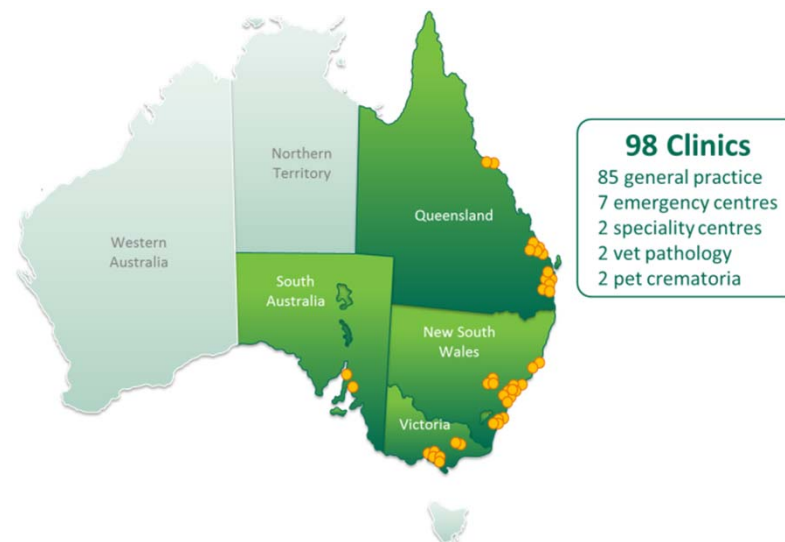 Northern
Territory
Queensland
Western
Australia
South
Australia
New South
Wales
Victoria
98 Clinics
85 general practice
7 emergency centres
2 speciality centres
2 vet pathology
2 pet crematoria